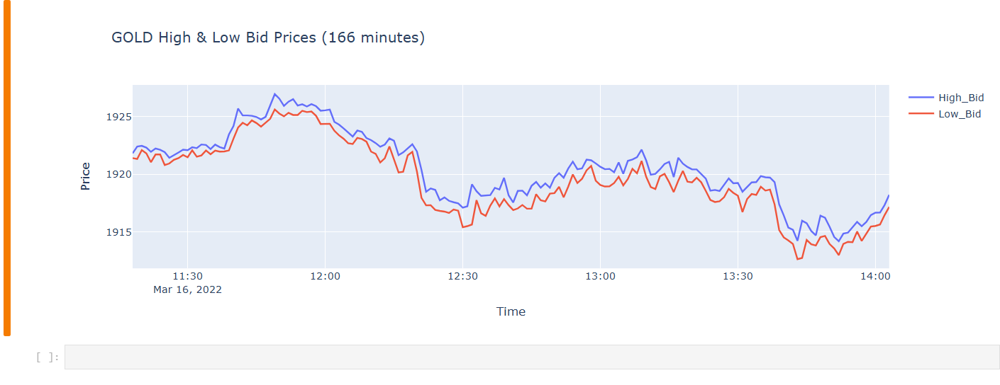 GOLD High & Low Bid Prices (166 minutes)
High_Bid
Low_Bid
1925
1920
1915
Price
11:30 12:00 12:30 13:00 13:30 14:00
Mar 16, 2022
Time
[ ]: